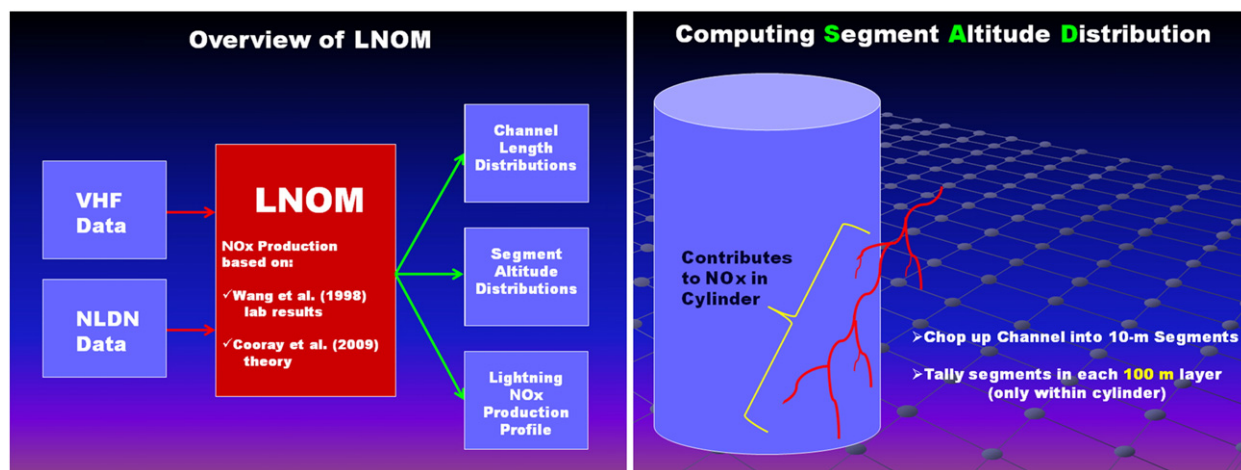 Overview of LNOM
VHF
Data
NLDN
Data
LNOM
NOx Production
based on:
✓Wang et al. (1998)
lab results
✓Cooray et al. (2009)
theory
Channel
Length
Distributions
Segment
Altitude
Distributions
Lightning
NOx
Production
Profile
Computing Segment Altitude Distribution
Contributes
to NOx in
Cylinder
➢Chop up Channel into 10-m Segments
➢Tally segments in each 100 m layer
(only within cylinder)